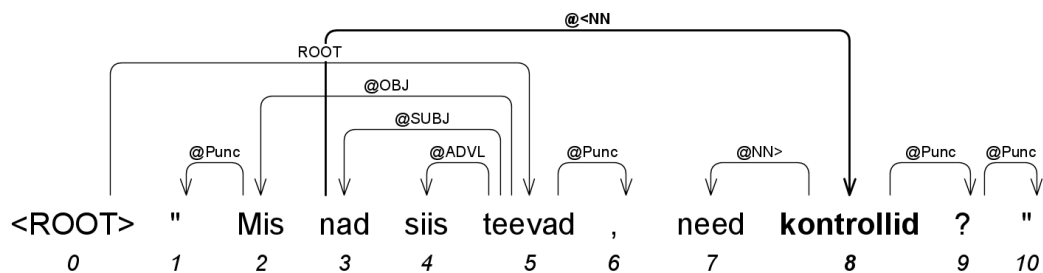 @<NN
ROOT
@OBJ
@SUBJ
@Punc @ADVL @Punc @NN> @Punc @Punc
<ROOT> " Mis nad siis teevad , need kontrollid ? "
0 1 2 3 4 5 6 7 8 9 10